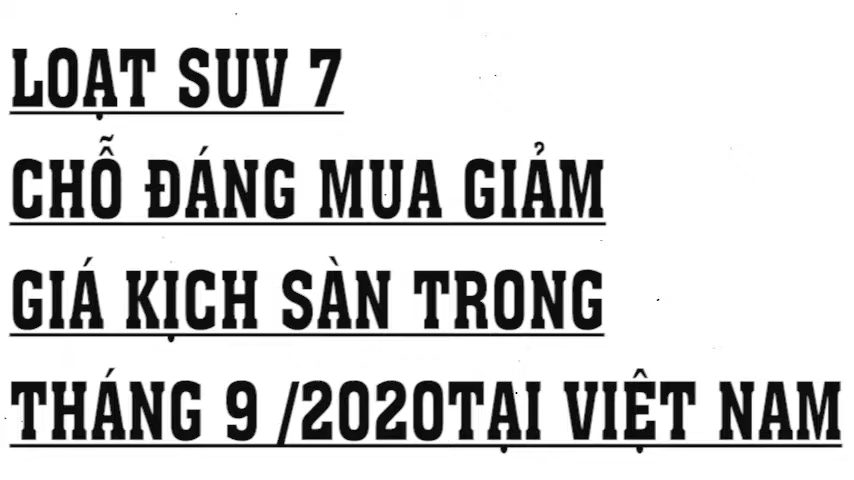 LOẠT SUV 7
CHỖ ĐÁNG MUA GIẢM
GIÁ KỊCH SÀN TRONG
THÁNG 9 /2020TẠI VIỆT NAM